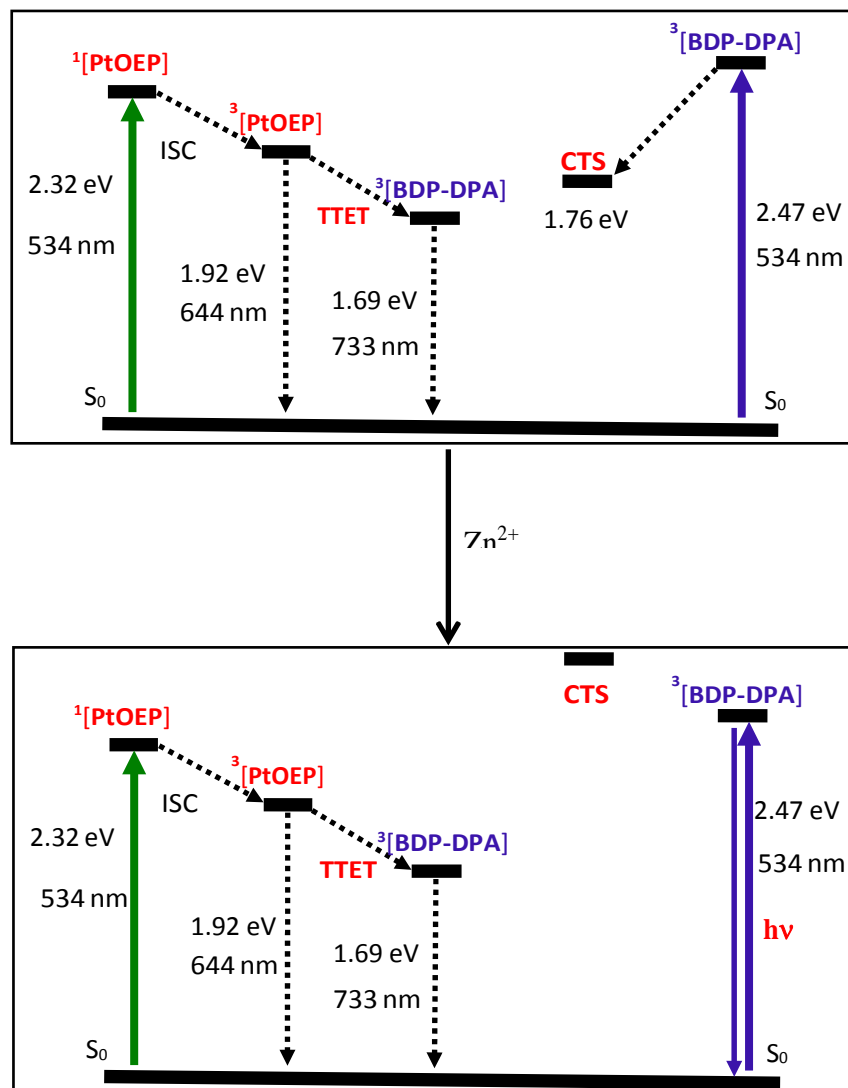 ³[BDP-DPA]
¹[PtOEP]
³[PtOEP]
ISC
CTS
³[BDP-DPA]
2.32 eV
TTET
1.76 eV
2.47 eV
534 nm
534 nm
1.92 eV
1.69 eV
644 nm
733 nm
S₀
S₀
Zn²⁺
CTS
³[BDP-DPA]
¹[PtOEP]
³[PtOEP]
ISC
2.47 eV
2.32 eV
³[BDP-DPA]
TTET
534 nm
534 nm
1.92 eV
hν
1.69 eV
644 nm
733 nm
S₀
S₀